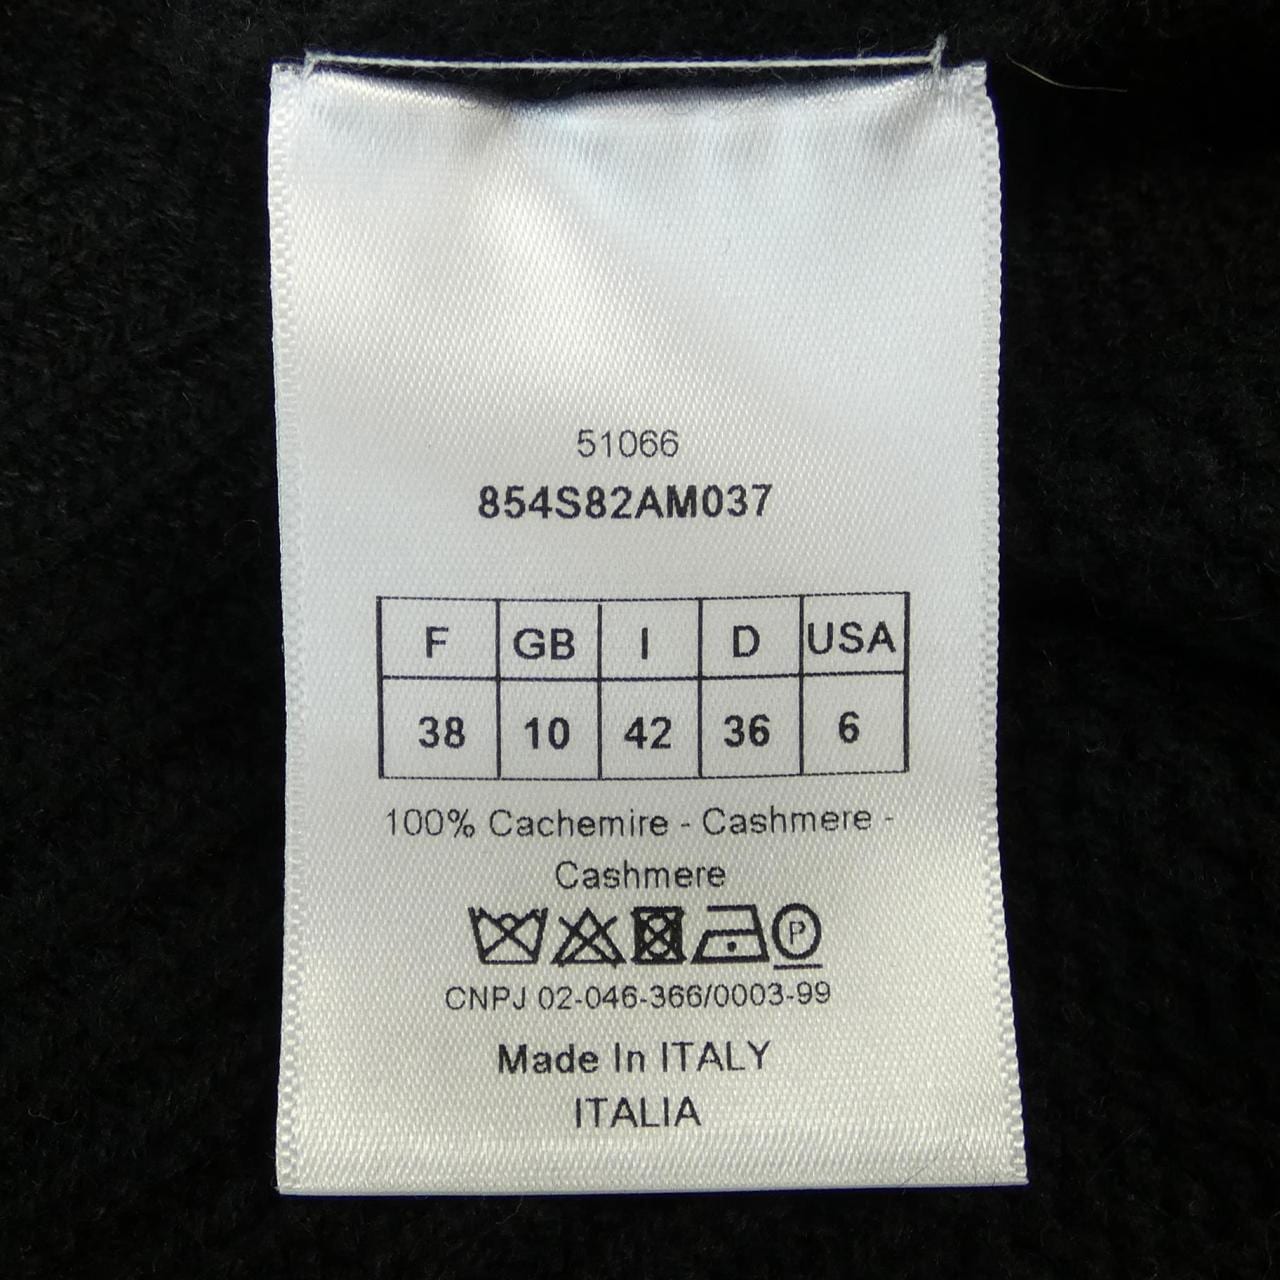 51066
854S82AM037
F GB I D USA
38 10 42 36 6
100% Cachemire - Cashmere -
Cashmere
P
CNPJ 02-046-366/0003-99
Made In ITALY
ITALIA